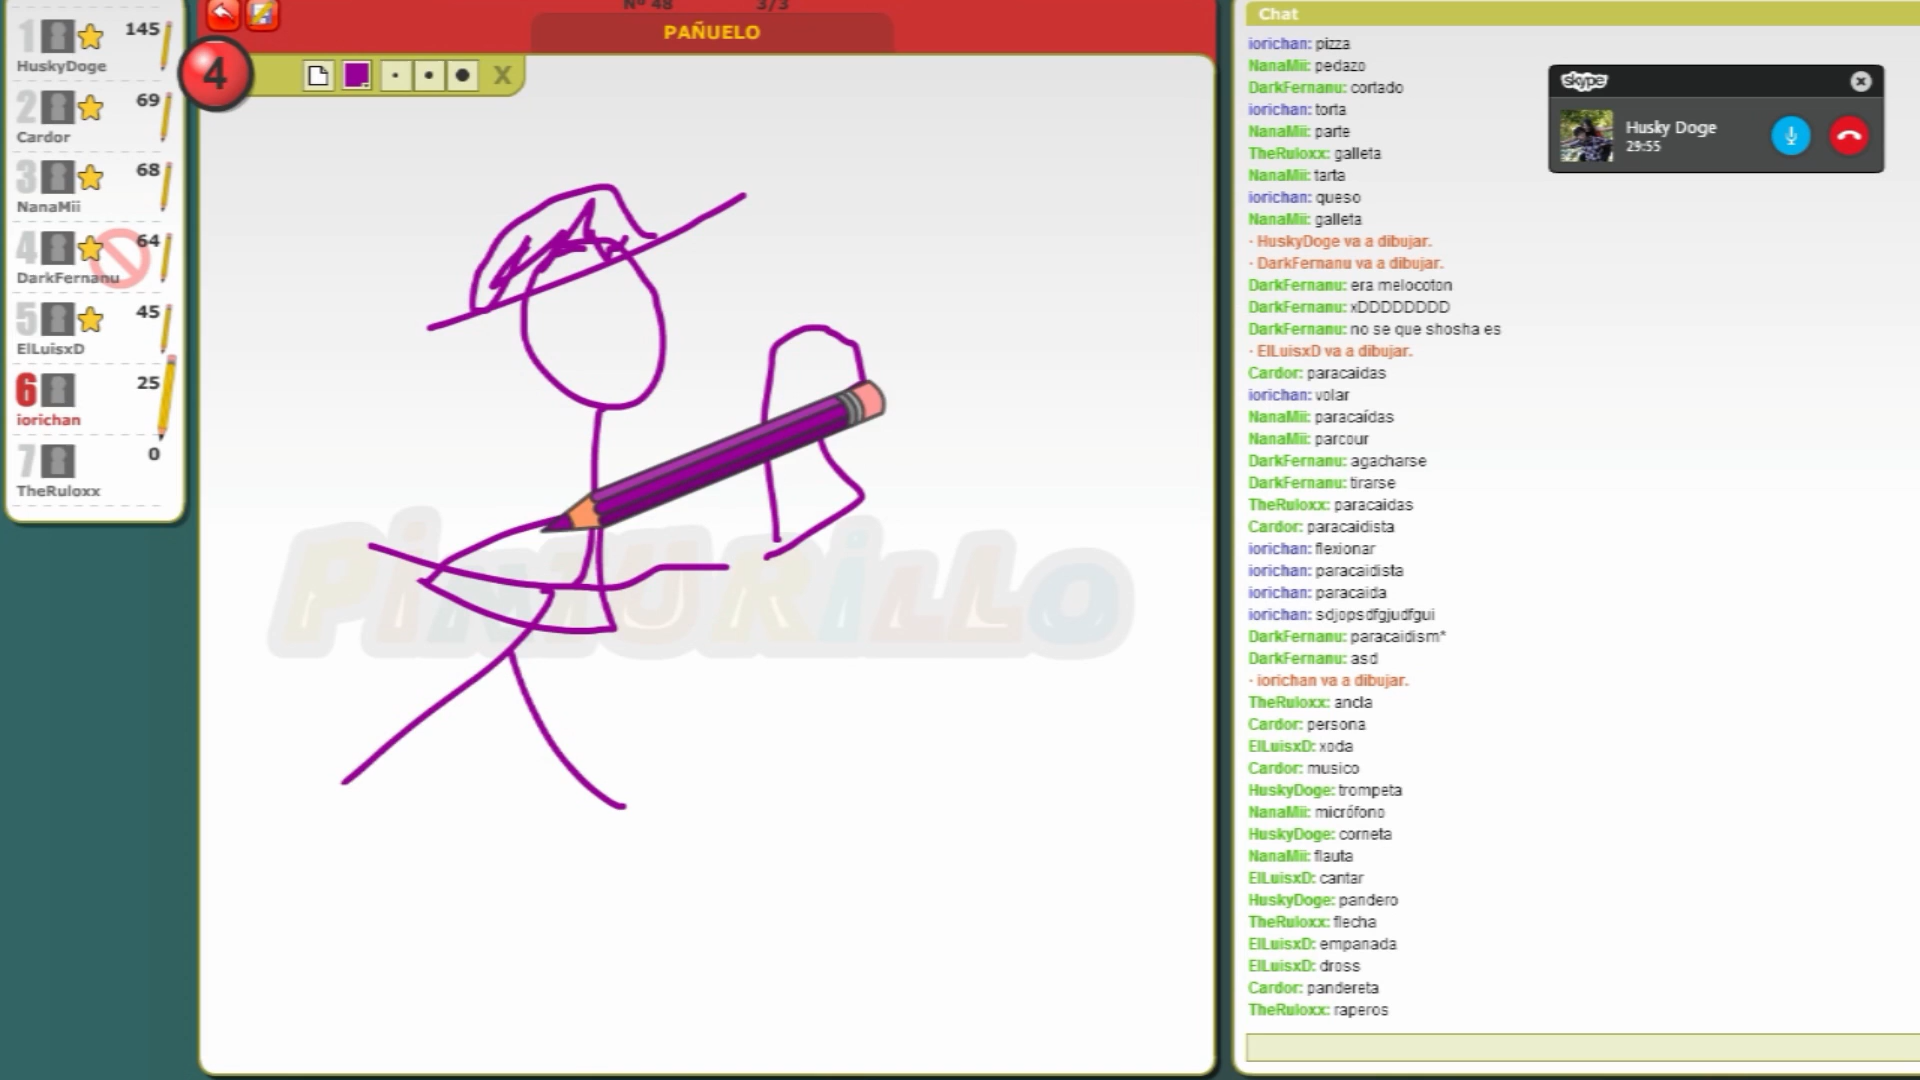 Nº 48 3/3
PAÑUELO
4
X
1 145
HuskyDoge
2 69
Cardor
3 68
NanaMii
4 64
DarkFernanu
5 45
ElLuisxD
6 25
iorichan
7 0
TheRuloxx
PINTURILLO
Chat
iorichan: pizza
NanaMii: pedazo
DarkFernanu: cortado
iorichan: torta
NanaMii: parte
TheRuloxx: galleta
NanaMii: tarta
iorichan: queso
NanaMii: galleta
· HuskyDoge va a dibujar.
· DarkFernanu va a dibujar.
DarkFernanu: era melocoton
DarkFernanu: xDDDDDDDD
DarkFernanu: no se que shosha es
· ElLuisxD va a dibujar.
Cardor: paracaidas
iorichan: volar
NanaMii: paracaídas
NanaMii: parcour
DarkFernanu: agacharse
DarkFernanu: tirarse
TheRuloxx: paracaidas
Cardor: paracaidista
iorichan: flexionar
iorichan: paracaidista
iorichan: paracaida
iorichan: sdjopsdfgjudfgui
DarkFernanu: paracaidism*
DarkFernanu: asd
· iorichan va a dibujar.
TheRuloxx: ancla
Cardor: persona
ElLuisxD: xoda
Cardor: musico
HuskyDoge: trompeta
NanaMii: micrófono
HuskyDoge: corneta
NanaMii: flauta
ElLuisxD: cantar
HuskyDoge: pandero
TheRuloxx: flecha
ElLuisxD: empanada
ElLuisxD: dross
Cardor: pandereta
TheRuloxx: raperos
skype
Husky Doge
29:55